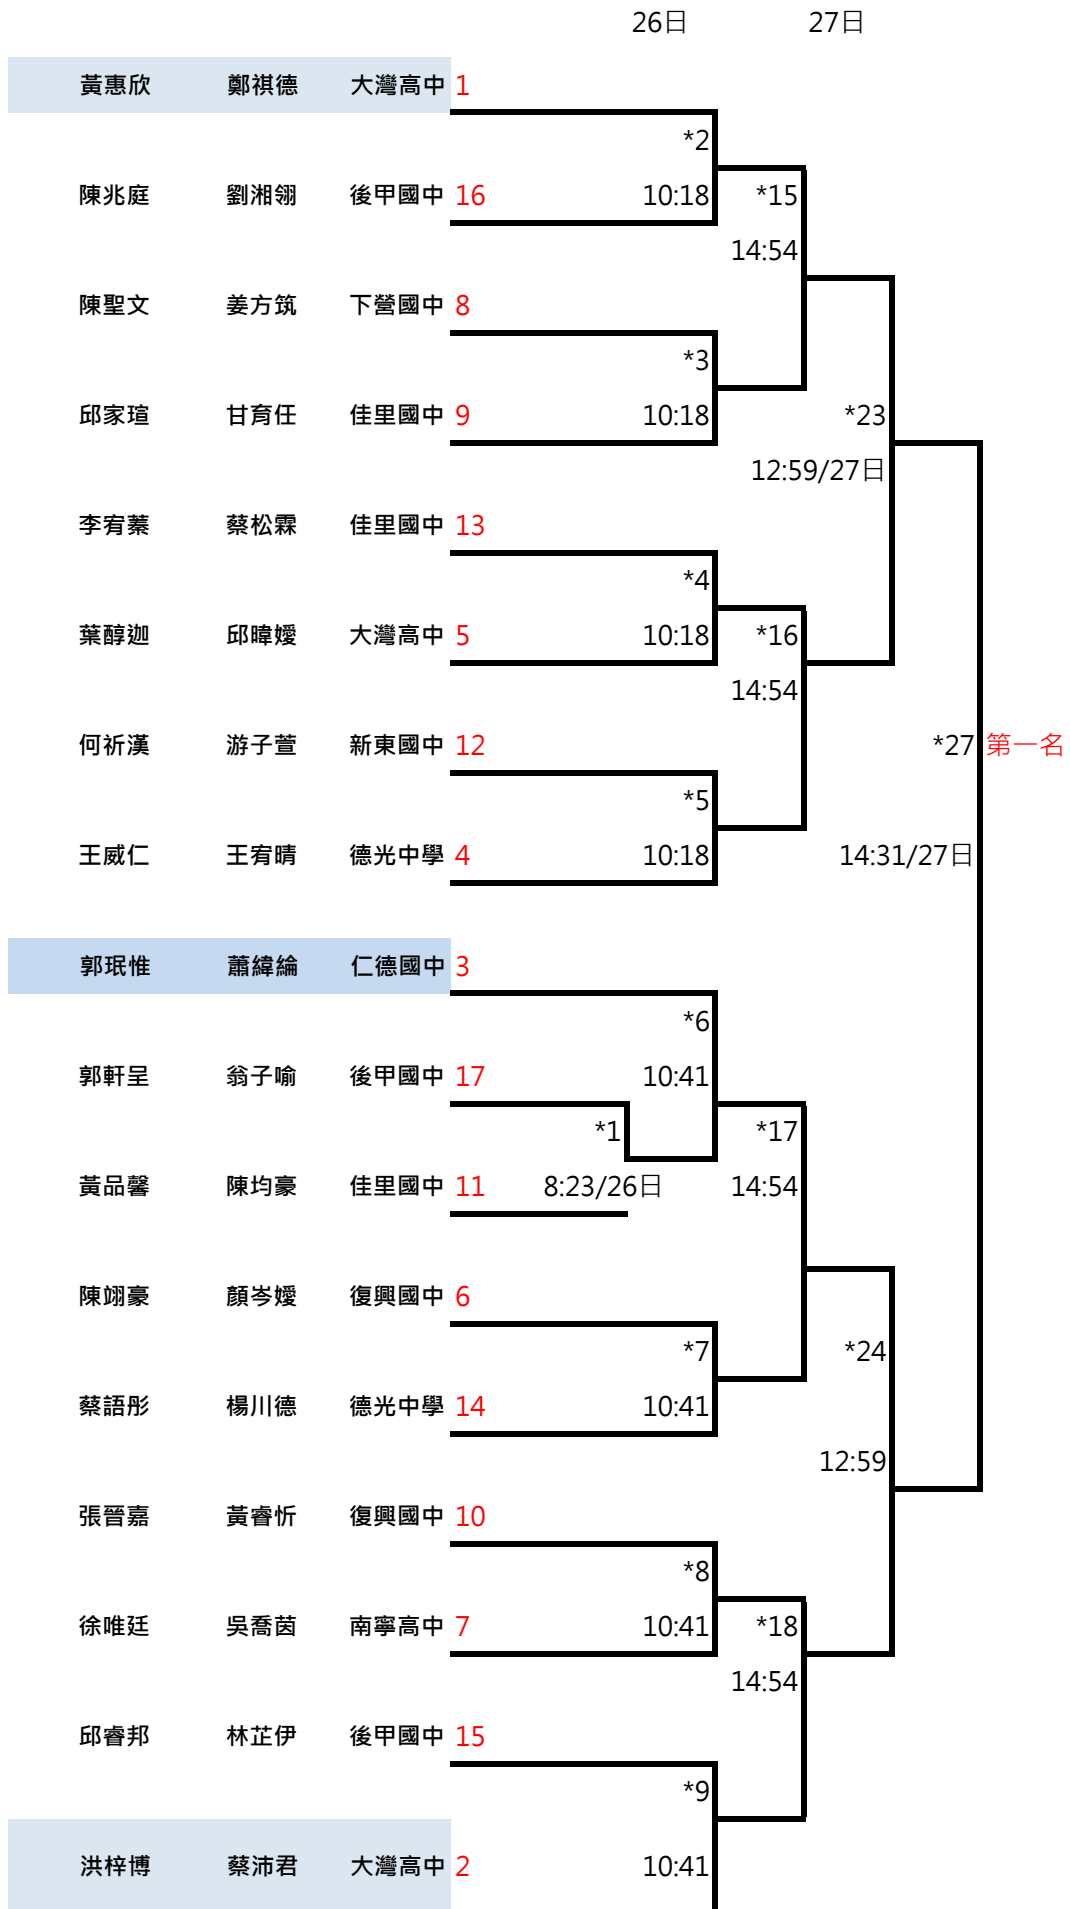 26日 27日
黃惠欣 鄭祺德 大灣高中 1
*2
陳兆庭 劉湘翎 後甲國中 16 10:18 *15
14:54
陳聖文 姜方筑 下營國中 8
*3
邱家瑄 甘育任 佳里國中 9 10:18 *23
12:59/27日
李宥蓁 蔡松霖 佳里國中 13
*4
葉醇迦 邱暐嬡 大灣高中 5 10:18 *16
14:54
何祈漢 游子萱 新東國中 12 *27 第一名
*5
王威仁 王宥晴 德光中學 4 10:18 14:31/27日
郭珉惟 蕭緯綸 仁德國中 3
*6
郭軒呈 翁子喻 後甲國中 17 10:41
*1 *17
黃品馨 陳均豪 佳里國中 11 8:23/26日 14:54
陳翊豪 顏岑嬡 復興國中 6
*7 *24
蔡語彤 楊川德 德光中學 14 10:41
12:59
張晉嘉 黃睿忻 復興國中 10
*8
徐唯廷 吳喬茵 南寧高中 7 10:41 *18
14:54
邱睿邦 林芷伊 後甲國中 15
*9
洪梓博 蔡沛君 大灣高中 2 10:41